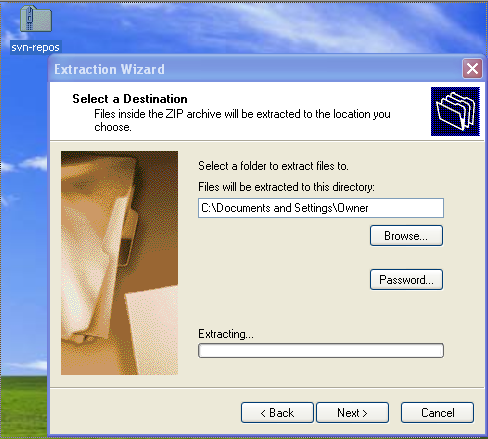 svn-repos
Extraction Wizard
Select a Destination
Files inside the ZIP archive will be extracted to the location you
choose.
Select a folder to extract files to.
Files will be extracted to this directory:
C:\Documents and Settings\Owner
Browse...
Password...
Extracting...
< Back
Next >
Cancel